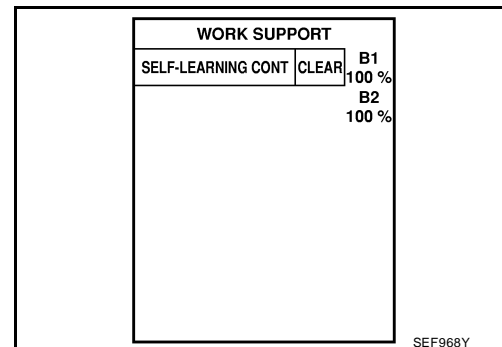 WORK SUPPORT
SELF-LEARNING CONT CLEAR B1
100 %
B2
100 %
SEF968Y